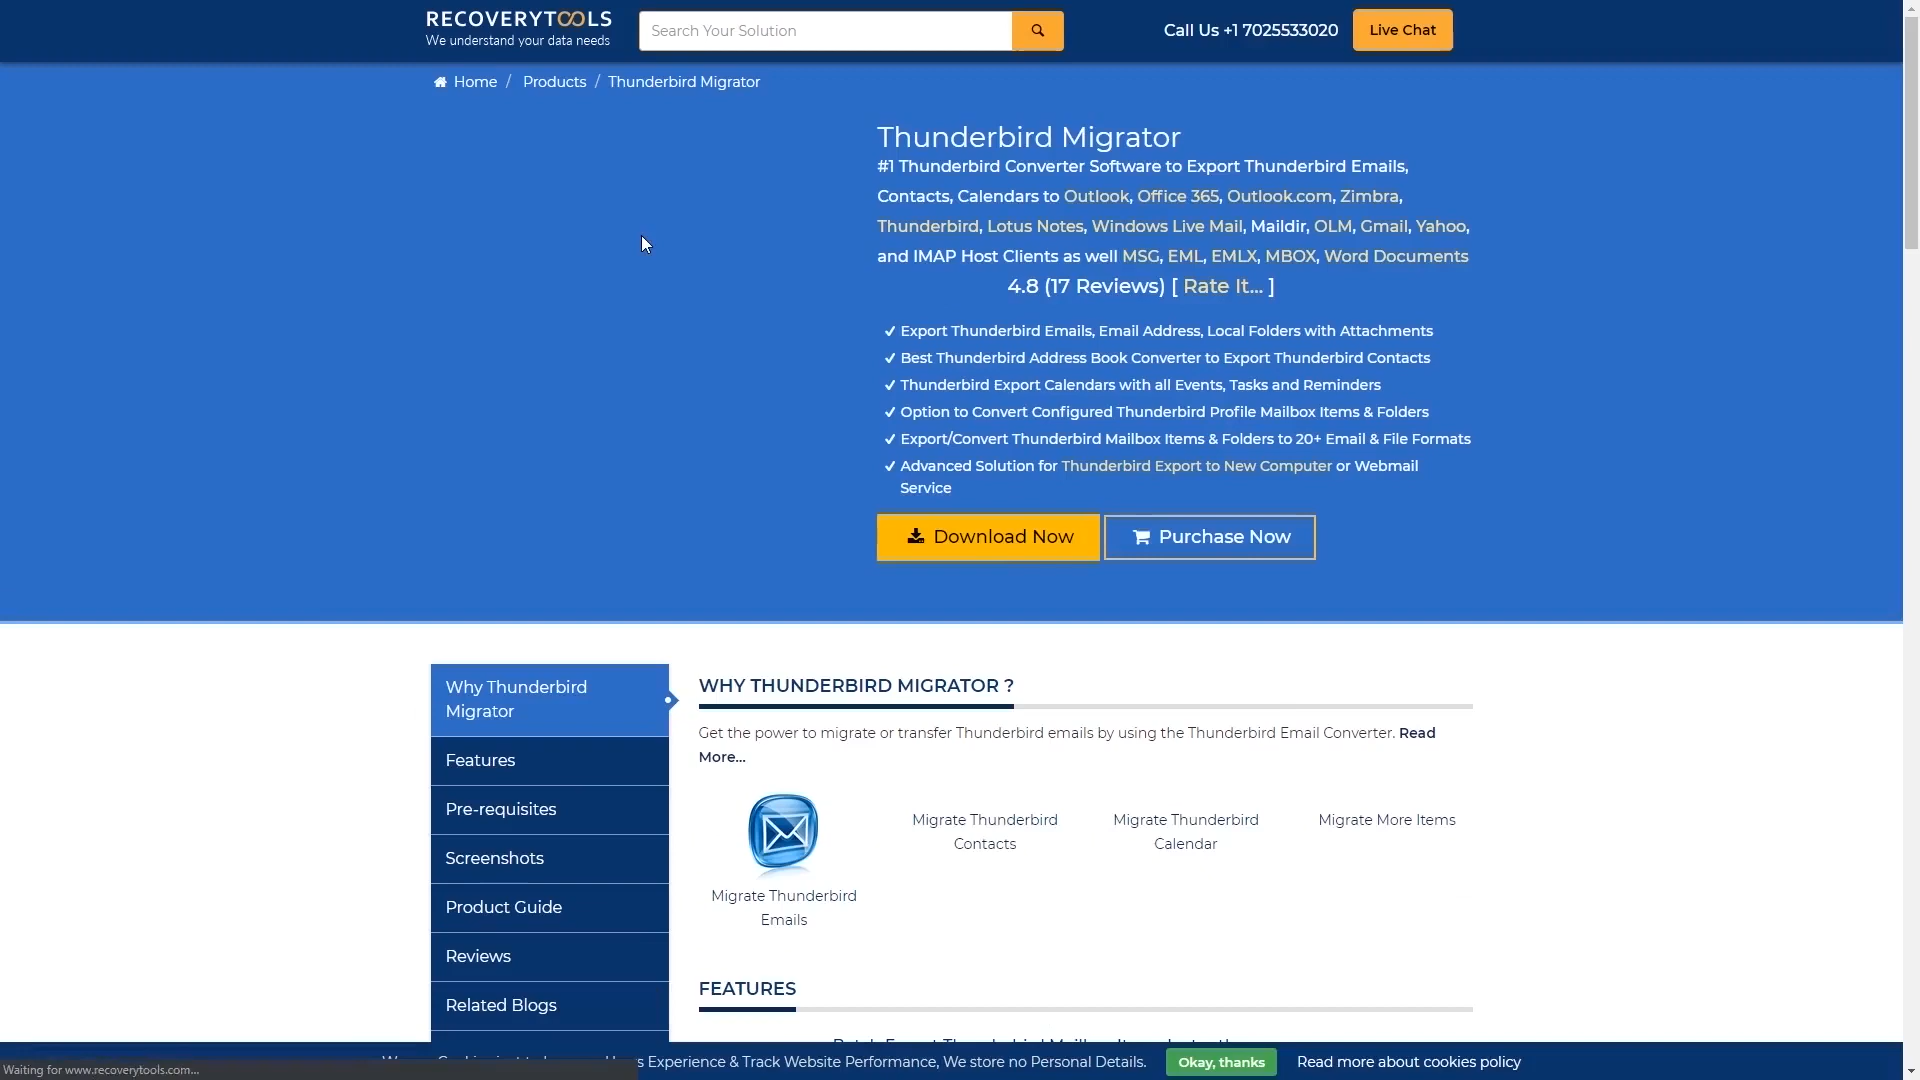 RECOVERYTOOLS
We understand your data needs
Search Your Solution
Call Us +1 7025533020
Live Chat
Home / Products / Thunderbird Migrator
Thunderbird Migrator
#1 Thunderbird Converter Software to Export Thunderbird Emails,
Contacts, Calendars to Outlook, Office 365, Outlook.com, Zimbra,
Thunderbird, Lotus Notes, Windows Live Mail, Maildir, OLM, Gmail, Yahoo,
and IMAP Host Clients as well MSG, EML, EMLX, MBOX, Word Documents
4.8 (17 Reviews) [ Rate It... ]
✓ Export Thunderbird Emails, Email Address, Local Folders with Attachments
✓ Best Thunderbird Address Book Converter to Export Thunderbird Contacts
✓ Thunderbird Export Calendars with all Events, Tasks and Reminders
✓ Option to Convert Configured Thunderbird Profile Mailbox Items & Folders
✓ Export/Convert Thunderbird Mailbox Items & Folders to 20+ Email & File Formats
✓ Advanced Solution for Thunderbird Export to New Computer or Webmail
Service
Download Now
Purchase Now
Why Thunderbird
Migrator
Features
Pre-requisites
Screenshots
Product Guide
Reviews
Related Blogs
WHY THUNDERBIRD MIGRATOR ?
Get the power to migrate or transfer Thunderbird emails by using the Thunderbird Email Converter. Read
More...
Migrate Thunderbird
Emails
Migrate Thunderbird
Contacts
Migrate Thunderbird
Calendar
Migrate More Items
FEATURES
Experience & Track Website Performance, We store no Personal Details.
Okay, thanks
Read more about cookies policy
Waiting for www.recoverytools.com...